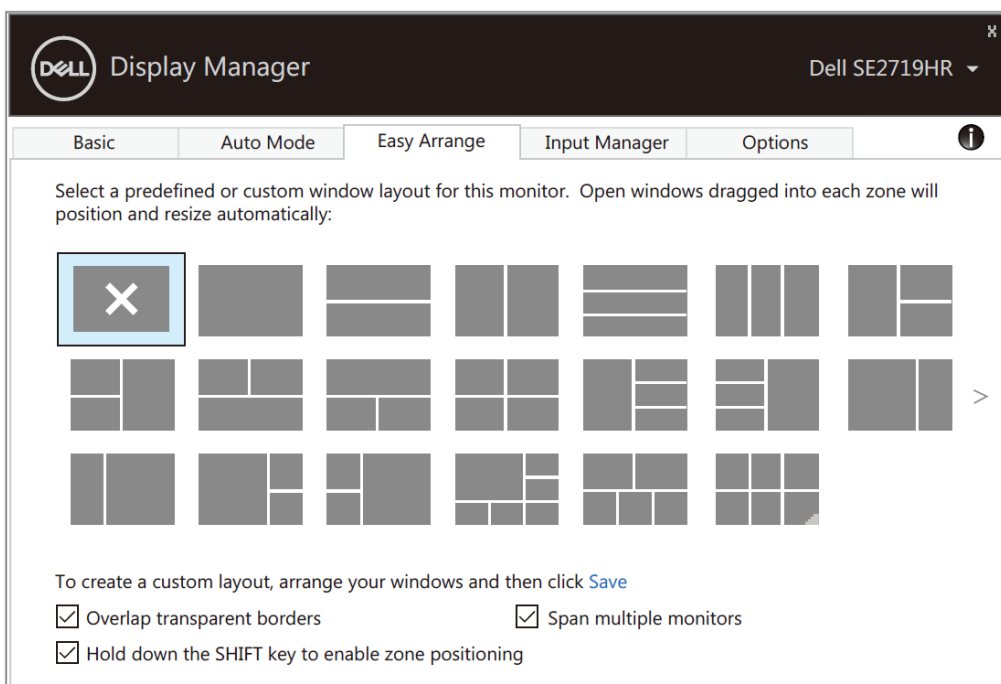 DELL Display Manager
Dell SE2719HR
Basic Auto Mode Easy Arrange Input Manager Options i
Select a predefined or custom window layout for this monitor. Open windows dragged into each zone will
position and resize automatically:
>
To create a custom layout, arrange your windows and then click Save
Overlap transparent borders
Span multiple monitors
Hold down the SHIFT key to enable zone positioning